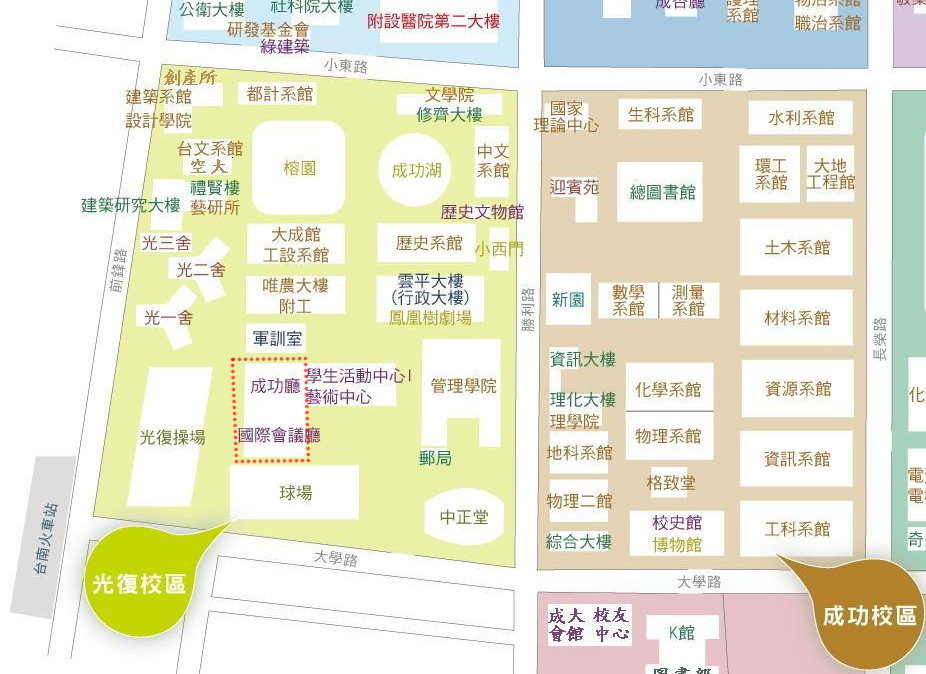 公衛大樓
社科院大樓
研發基金會
綠建築
附設醫院第二大樓
成杏廳
護理
系館
物治系館
職治系館
小東路
小東路
創產所
建築系館
設計學院
都計系館
文學院
修齊大樓
台文系館
空大
榕園
成功湖
中文
系館
禮賢樓
藝研所
建築研究大樓
歷史文物館
光三舍
大成館
工設系館
歷史系館
小西門
光二舍
前鋒路
唯農大樓
附工
雲平大樓
(行政大樓)
鳳凰樹劇場
光一舍
軍訓室
勝利路
成功廳
學生活動中心I
藝術中心
管理學院
國際會議廳
光復操場
郵局
球場
中正堂
台南火車站
大學路
光復校區
國家
理論中心
生科系館
水利系館
迎賓苑
總圖書館
環工
系館
大地
工程館
土木系館
新園
數學
系館
測量
系館
材料系館
長榮路
資訊大樓
理化大樓
理學院
化學系館
資源系館
地科系館
物理系館
資訊系館
物理二館
格致堂
綜合大樓
校史館
博物館
工科系館
大學路
成功校區
成大 校友
會館 中心
K館
化
電
電
奇